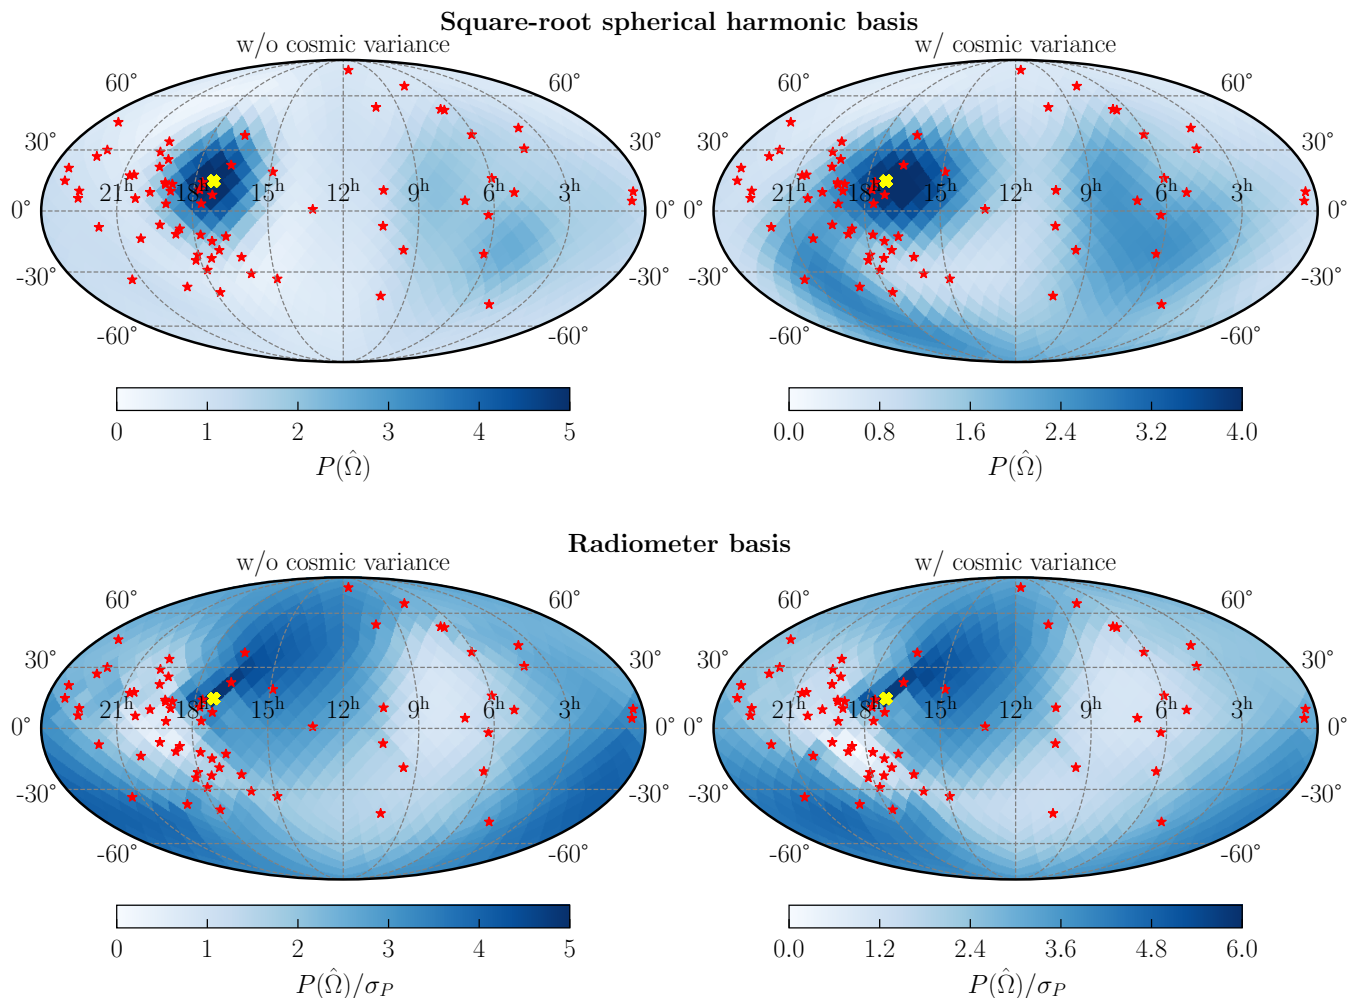 Square-root spherical harmonic basis
w/o cosmic variance
w/ cosmic variance
60° 60° 60° 60°
30° 30° 30° 30°
21h 18h 15h 12h 9h 6h 3h 21h 18h 15h 12h 9h 6h 3h
0° 0° 0° 0°
-30° -30° -30° -30°
-60° -60° -60° -60°
0 1 2 3 4 5
P(Ω̂)
0.0 0.8 1.6 2.4 3.2 4.0
P(Ω̂)
Radiometer basis
w/o cosmic variance
w/ cosmic variance
60° 60° 60° 60°
30° 30° 30° 30°
21h 18h 15h 12h 9h 6h 3h 21h 18h 15h 12h 9h 6h 3h
0° 0° 0° 0°
-30° -30° -30° -30°
-60° -60° -60° -60°
0 1 2 3 4 5
P(Ω̂)/σP
0.0 1.2 2.4 3.6 4.8 6.0
P(Ω̂)/σP